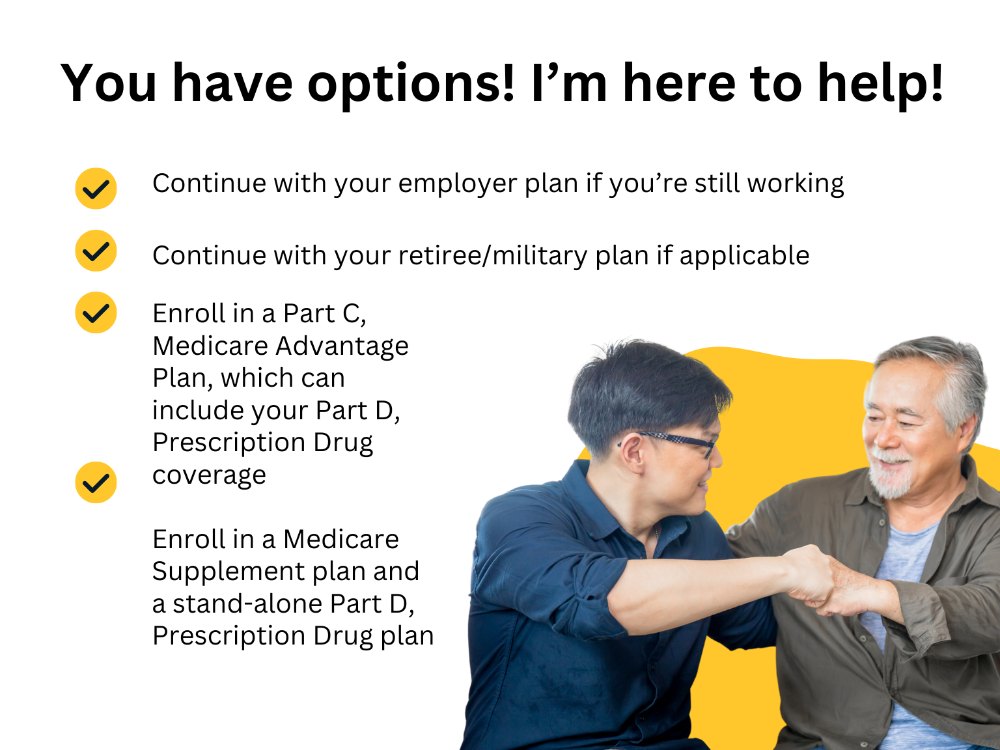 You have options! I’m here to help!
Continue with your employer plan if you’re still working
Continue with your retiree/military plan if applicable
Enroll in a Part C,
Medicare Advantage
Plan, which can
include your Part D,
Prescription Drug
coverage
Enroll in a Medicare
Supplement plan and
a stand-alone Part D,
Prescription Drug plan